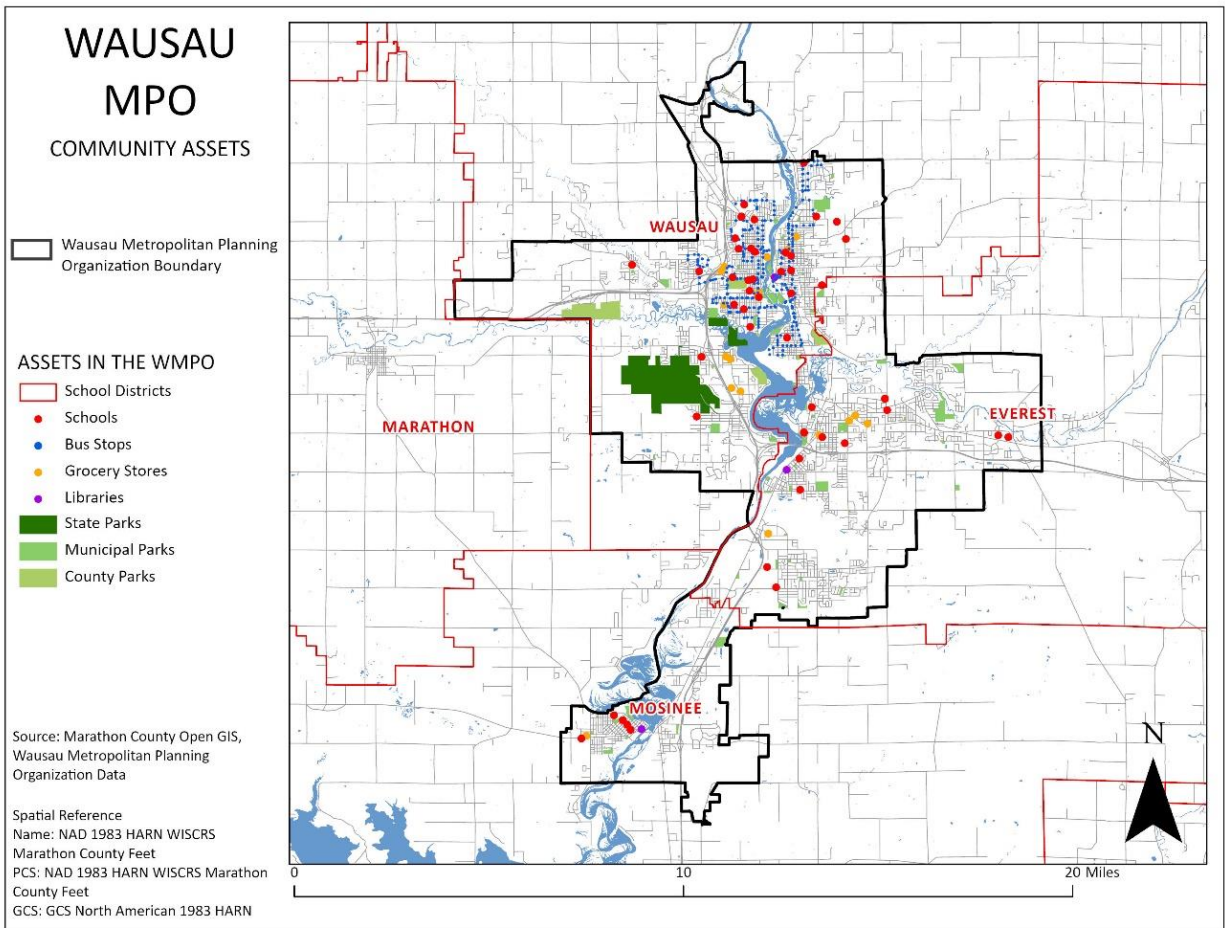 WAUSAU
MPO
COMMUNITY ASSETS
Wausau Metropolitan Planning
Organization Boundary
ASSETS IN THE WMPO
School Districts
Schools
Bus Stops
Grocery Stores
Libraries
State Parks
Municipal Parks
County Parks
Source: Marathon County Open GIS,
Wausau Metropolitan Planning
Organization Data
Spatial Reference
Name: NAD 1983 HARN WISCRS
Marathon County Feet
PCS: NAD 1983 HARN WISCRS Marathon
County Feet
GCS: GCS North American 1983 HARN
WAUSAU
MARATHON
EVEREST
MOSINEE
N
0 10 20 Miles